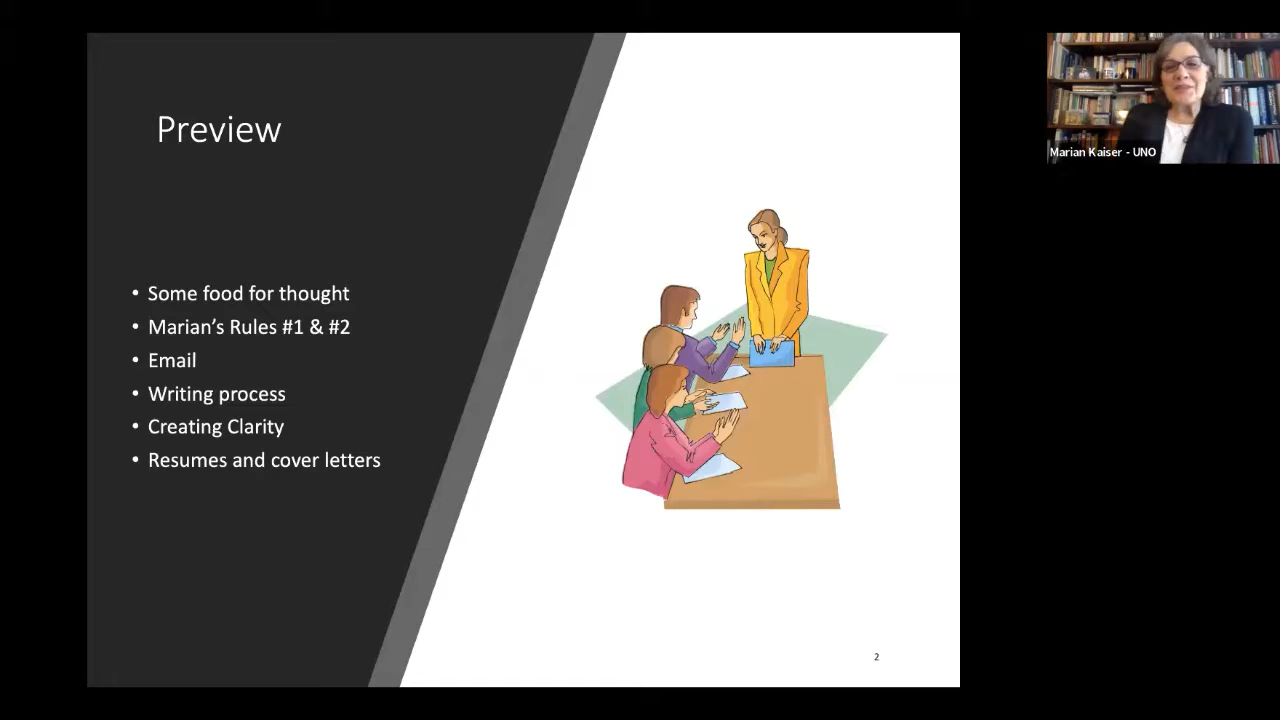 Preview
• Some food for thought
• Marian’s Rules #1 & #2
• Email
• Writing process
• Creating Clarity
• Resumes and cover letters
2
Marian Kaiser - UNO